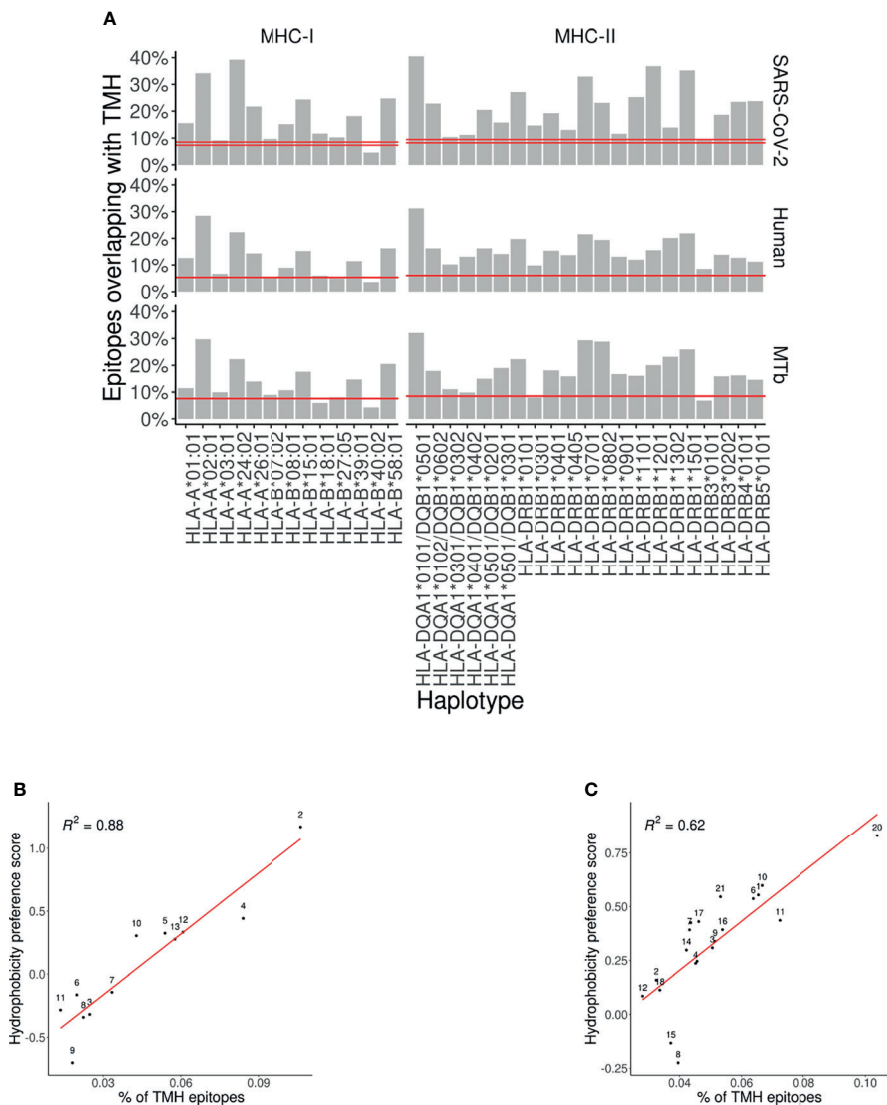 A
MHC-I
MHC-II
Epitopes overlapping with TMH
40%
30%
20%
10%
0%
SARS-CoV-2
40%
30%
20%
10%
0%
Human
40%
30%
20%
10%
0%
MTb
HLA-A*01:01
HLA-A*02:01
HLA-A*03:01
HLA-A*24:02
HLA-A*26:01
HLA-B*07:02
HLA-B*08:01
HLA-B*15:01
HLA-B*18:01
HLA-B*27:05
HLA-B*39:01
HLA-B*40:02
HLA-B*58:01
HLA-DQA1*0101/DQB1*0501
HLA-DQA1*0102/DQB1*0602
HLA-DQA1*0301/DQB1*0302
HLA-DQA1*0401/DQB1*0402
HLA-DQA1*0501/DQB1*0201
HLA-DQA1*0501/DQB1*0301
HLA-DRB1*0101
HLA-DRB1*0301
HLA-DRB1*0401
HLA-DRB1*0405
HLA-DRB1*0701
HLA-DRB1*0802
HLA-DRB1*0901
HLA-DRB1*1101
HLA-DRB1*1201
HLA-DRB1*1302
HLA-DRB1*1501
HLA-DRB3*0101
HLA-DRB3*0202
HLA-DRB4*0101
HLA-DRB5*0101
Haplotype
B
R² = 0.88
Hydrophobicity preference score
1.0
0.5
0.0
-0.5
2
4
12
13
5
10
7
6
3
8
11
9
0.03
0.06
0.09
% of TMH epitopes
C
R² = 0.62
Hydrophobicity preference score
0.75
0.50
0.25
0.00
-0.25
20
10
1
6
21
11
17
7
16
9
3
14
4
2
18
12
15
8
0.04
0.06
0.08
0.10
% of TMH epitopes